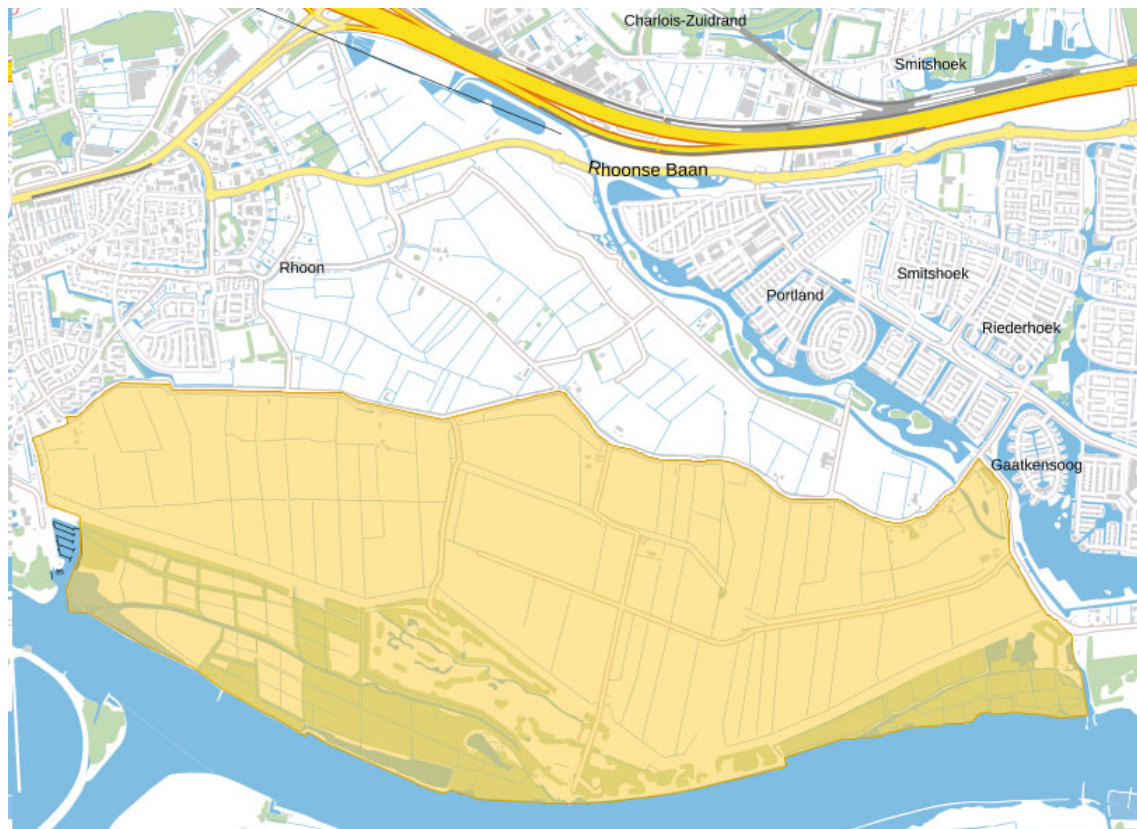 Charlois-Zuidrand
Smitshoek
Rhoonse Baan
Rhoon
Smitshoek
Portland
Riederhoek
Gaatkensoog